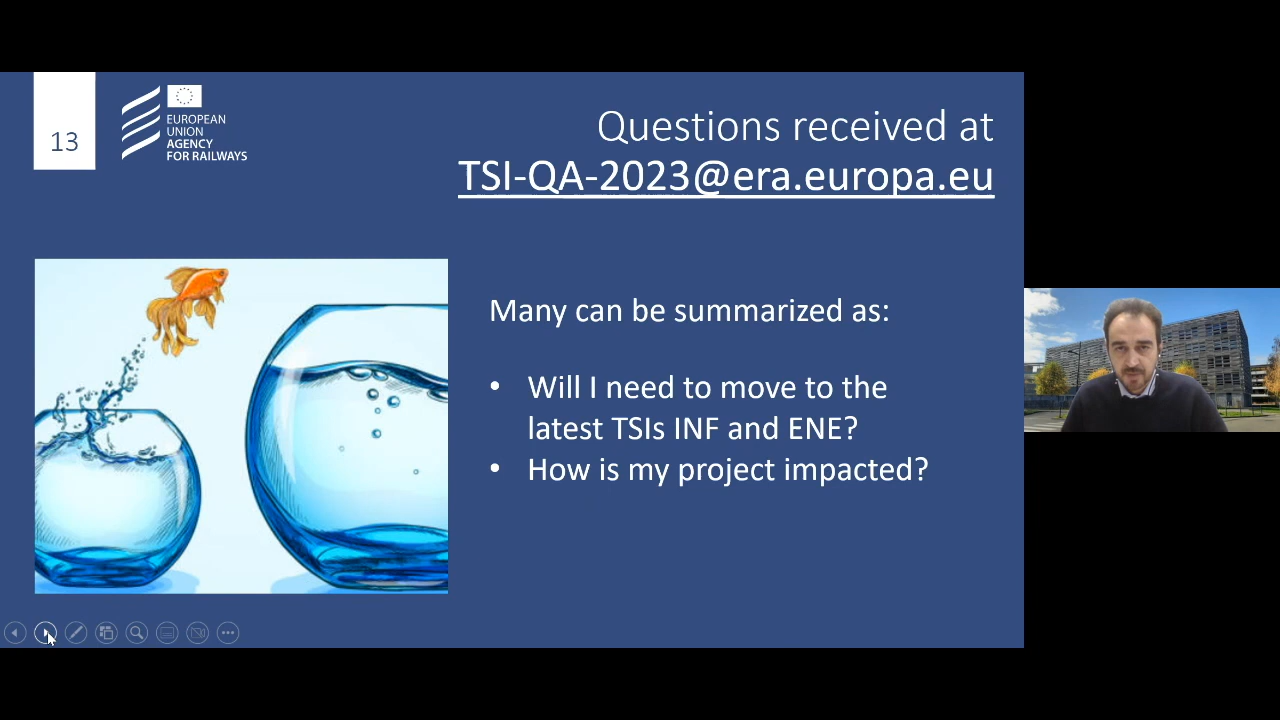 13
EUROPEAN
UNION
AGENCY
FOR RAILWAYS
Questions received at
TSI-QA-2023@era.europa.eu
Many can be summarized as:
• Will I need to move to the
latest TSIs INF and ENE?
• How is my project impacted?